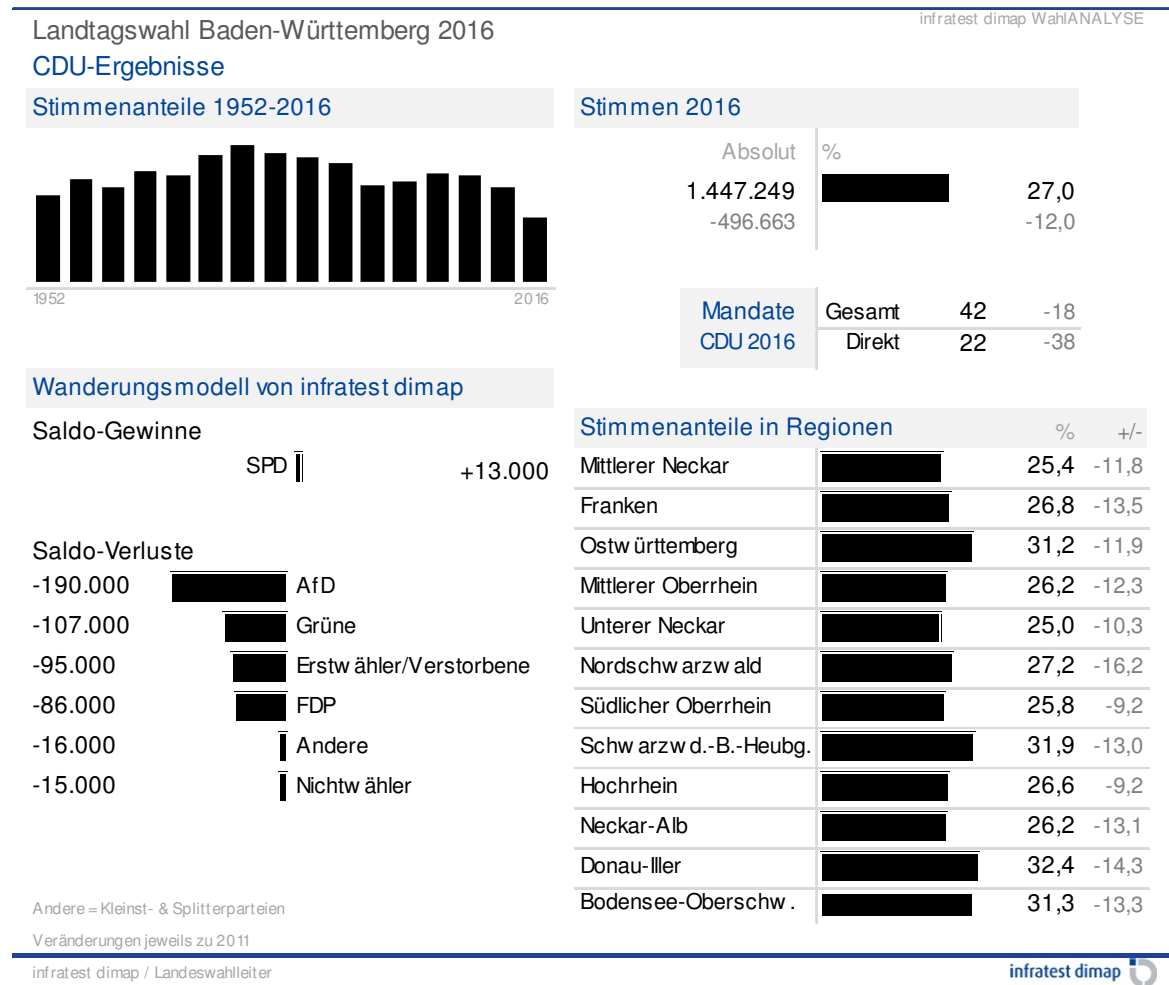 infratest dimap WahlANALYSE
Landtagswahl Baden-Württemberg 2016
CDU-Ergebnisse
Stimmenanteile 1952-2016
1952 2016
Stimmen 2016
Absolut %
1.447.249 27,0
-496.663 -12,0
Mandate Gesamt 42 -18
CDU 2016 Direkt 22 -38
Wanderungsmodell von infratest dimap
Saldo-Gewinne
SPD +13.000
Saldo-Verluste
-190.000 AfD
-107.000 Grüne
-95.000 Erstwähler/Verstorbene
-86.000 FDP
-16.000 Andere
-15.000 Nichtwähler
Stimmenanteile in Regionen % +/-
Mittlerer Neckar 25,4 -11,8
Franken 26,8 -13,5
Ostwürttemberg 31,2 -11,9
Mittlerer Oberrhein 26,2 -12,3
Unterer Neckar 25,0 -10,3
Nordschwarzwald 27,2 -16,2
Südlicher Oberrhein 25,8 -9,2
Schwarzwd.-B.-Heubg. 31,9 -13,0
Hochrhein 26,6 -9,2
Neckar-Alb 26,2 -13,1
Donau-Iller 32,4 -14,3
Bodensee-Oberschw. 31,3 -13,3
Andere = Kleinst- & Splitterparteien
Veränderungen jeweils zu 2011
infratest dimap / Landeswahlleiter
infratest dimap